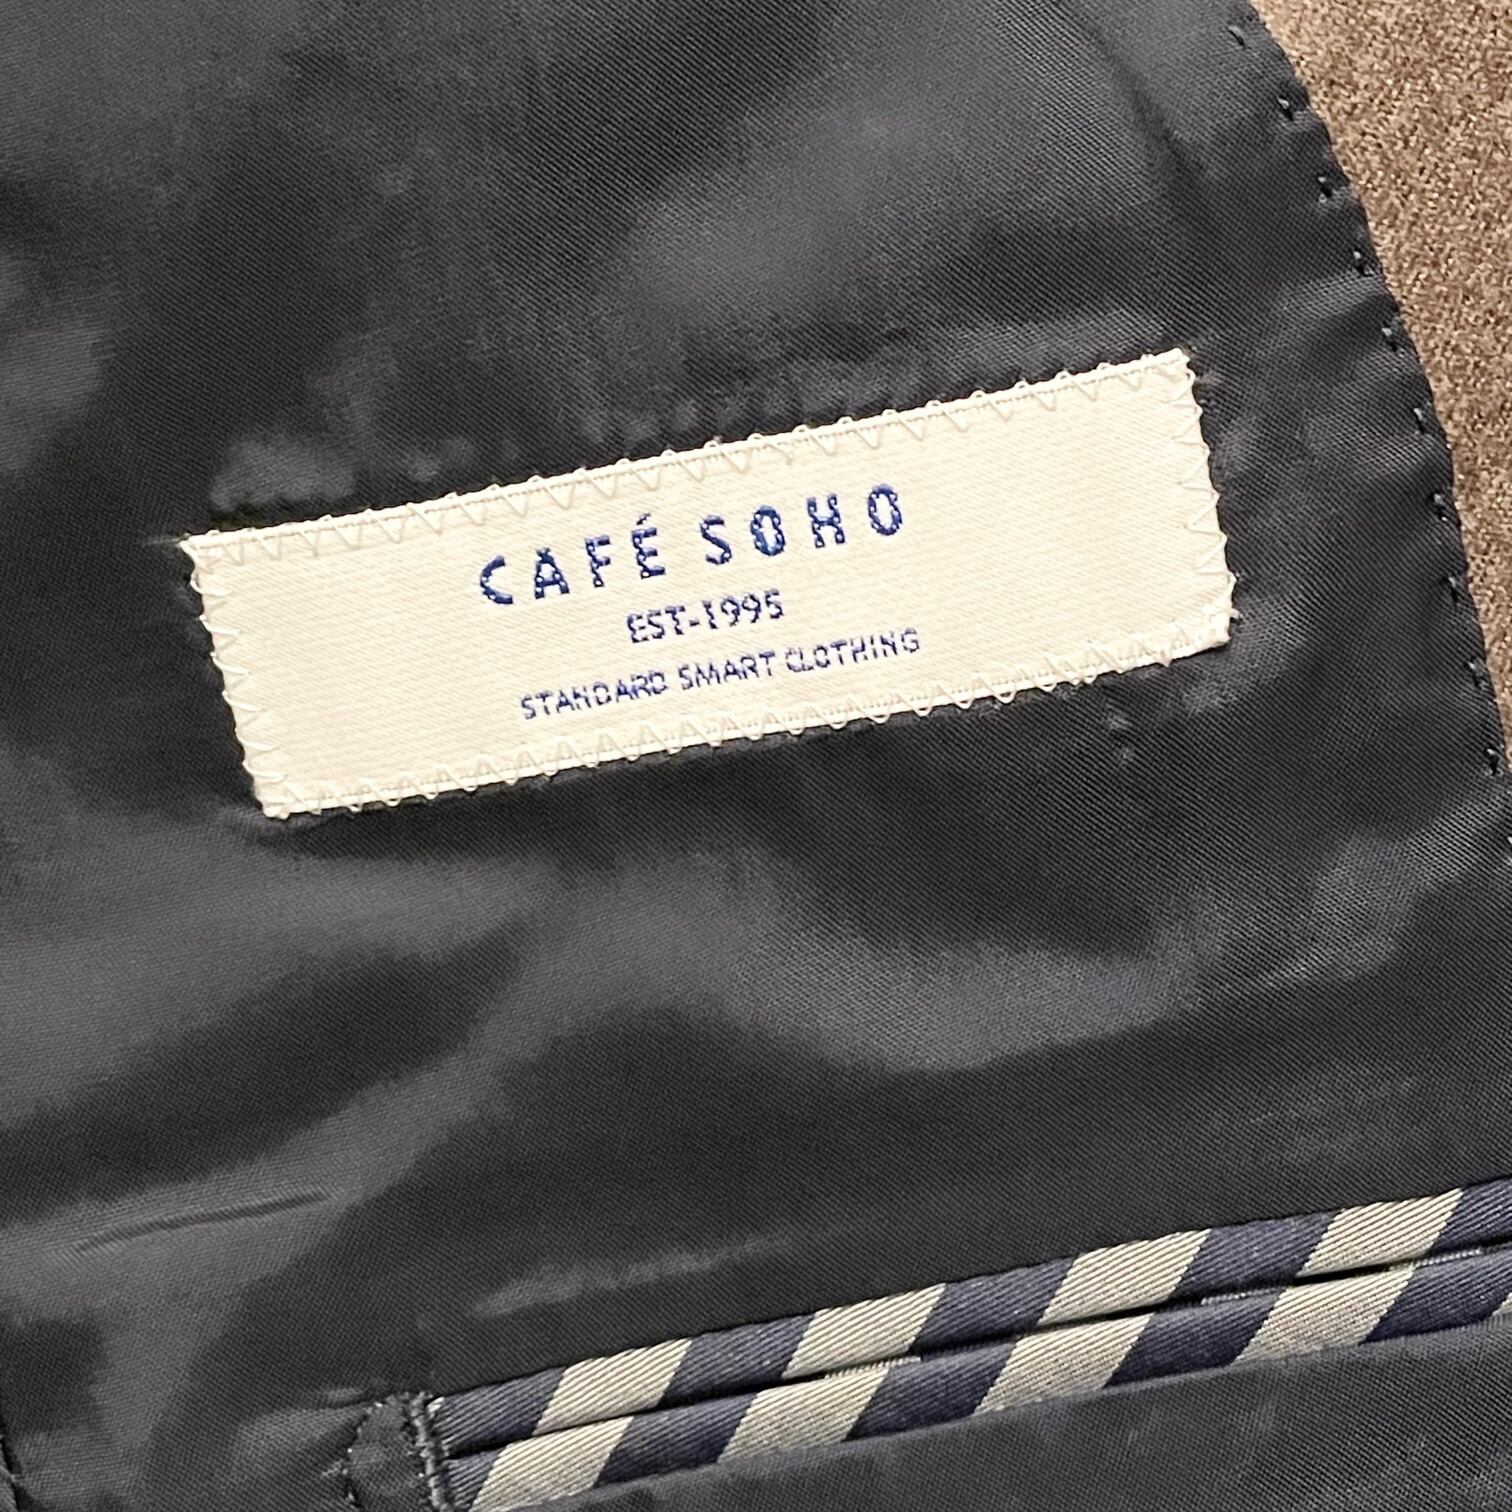 CAFÉ SOHO
EST-1995
STANDARD SMART CLOTHING